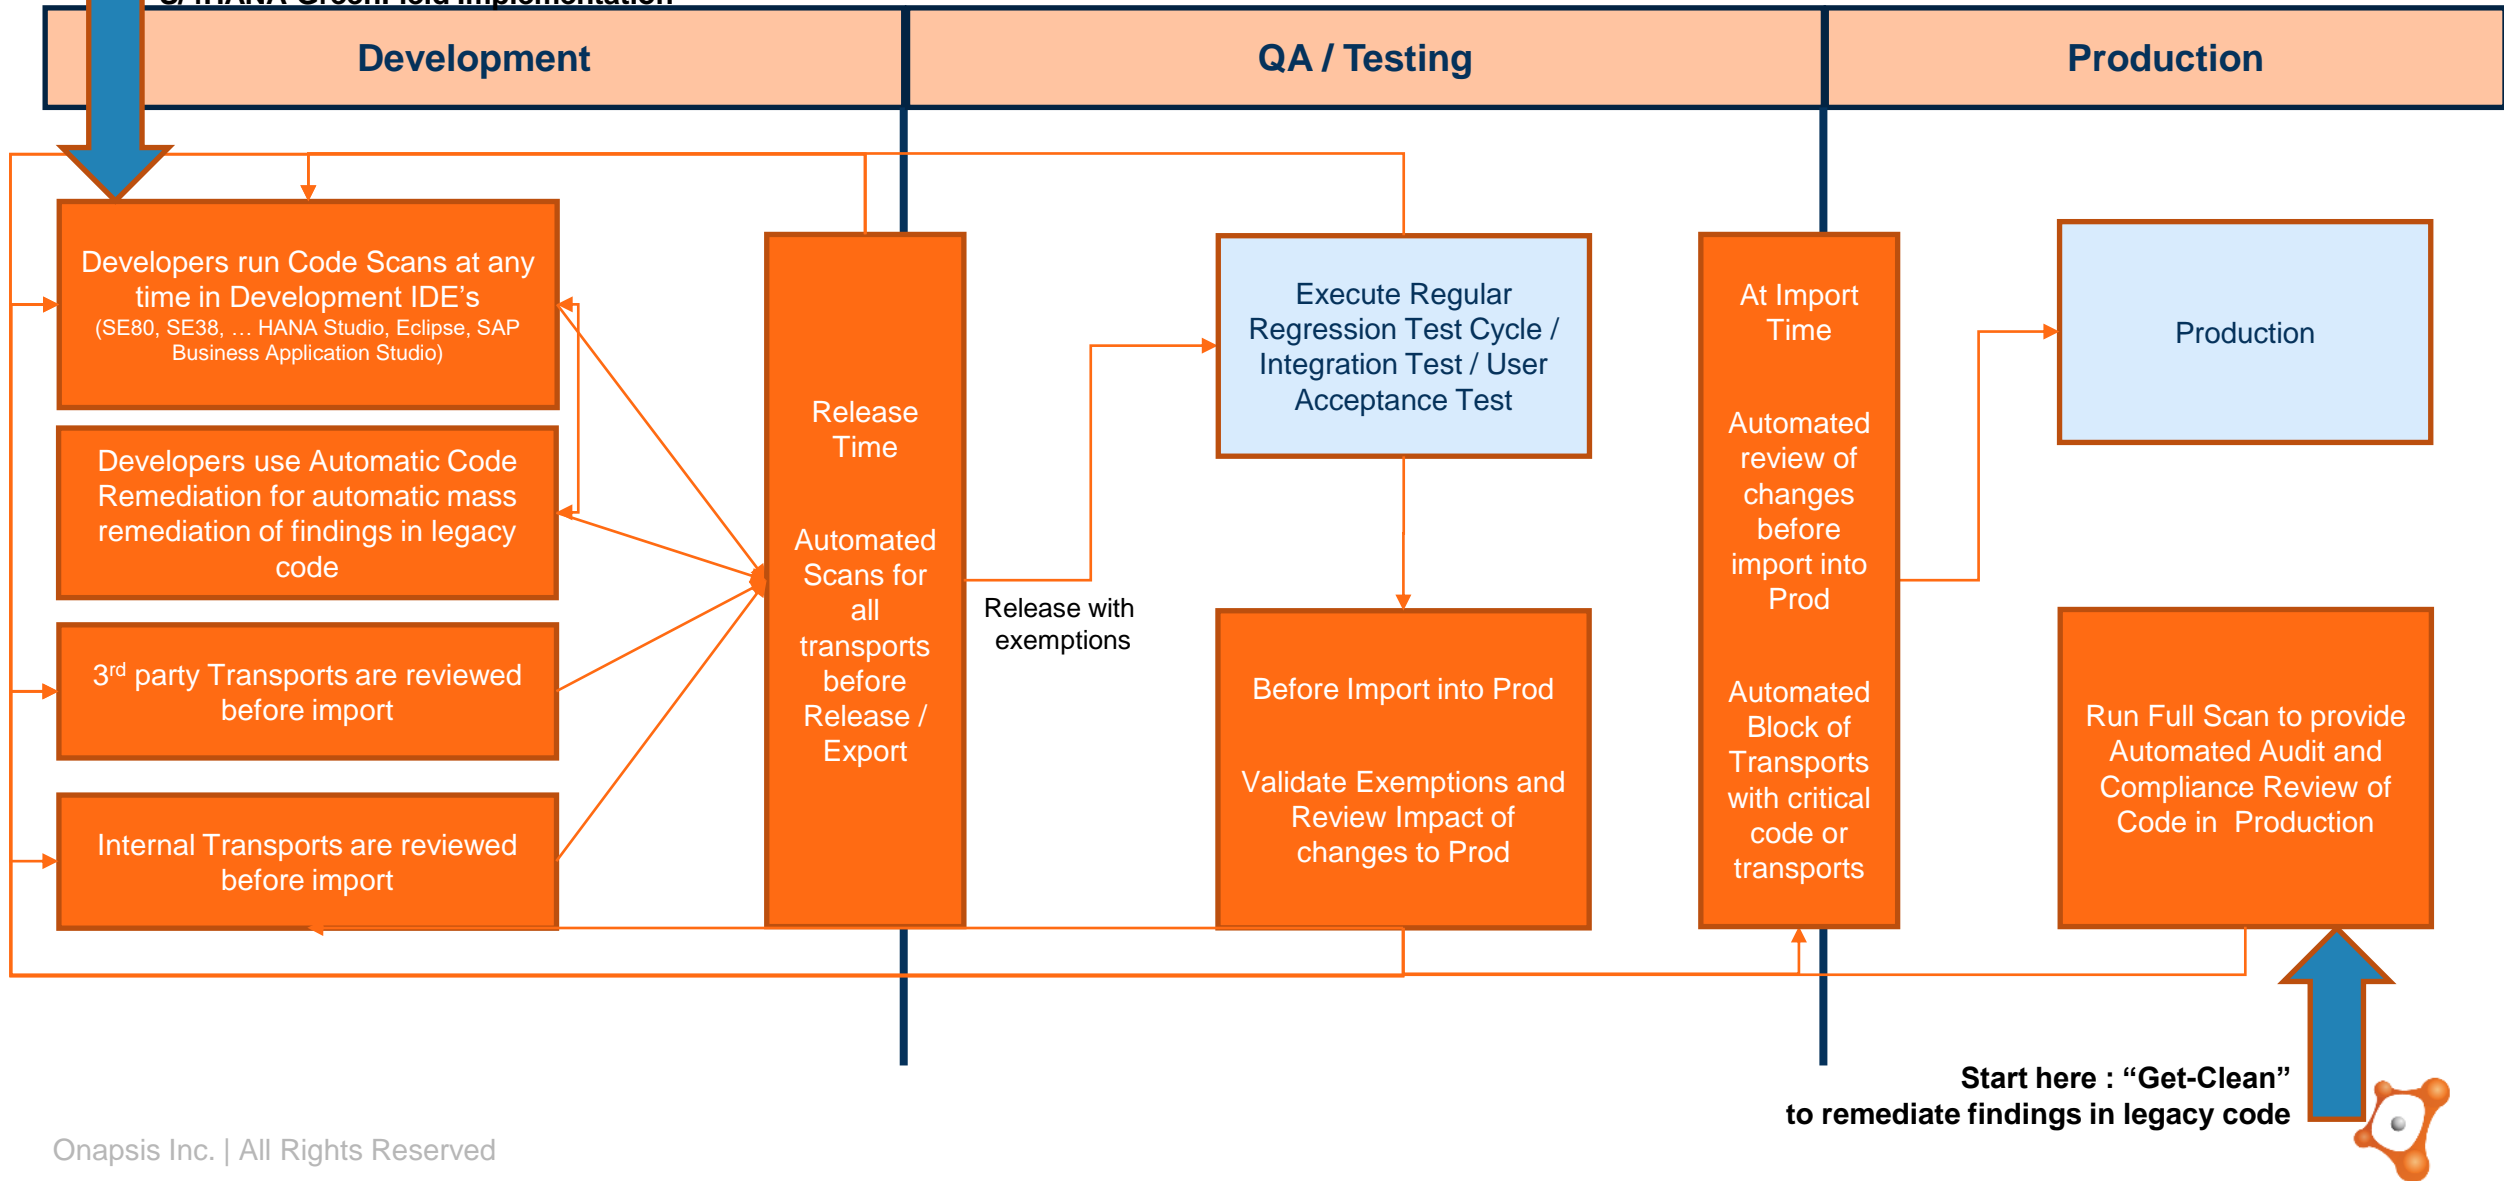 S/4HANA GreenField Implementation
Development
QA / Testing
Production
Developers run Code Scans at any
time in Development IDE’s
(SE80, SE38, … HANA Studio, Eclipse, SAP
Business Application Studio)
Developers use Automatic Code
Remediation for automatic mass
remediation of findings in legacy
code
3rd party Transports are reviewed
before import
Internal Transports are reviewed
before import
Release
Time
Automated
Scans for
all
transports
before
Release /
Export
Release with
exemptions
Execute Regular
Regression Test Cycle /
Integration Test / User
Acceptance Test
Before Import into Prod
Validate Exemptions and
Review Impact of
changes to Prod
At Import
Time
Automated
review of
changes
before
import into
Prod
Automated
Block of
Transports
with critical
code or
transports
Production
Run Full Scan to provide
Automated Audit and
Compliance Review of
Code in Production
Start here : “Get-Clean”
to remediate findings in legacy code
Onapsis Inc. | All Rights Reserved